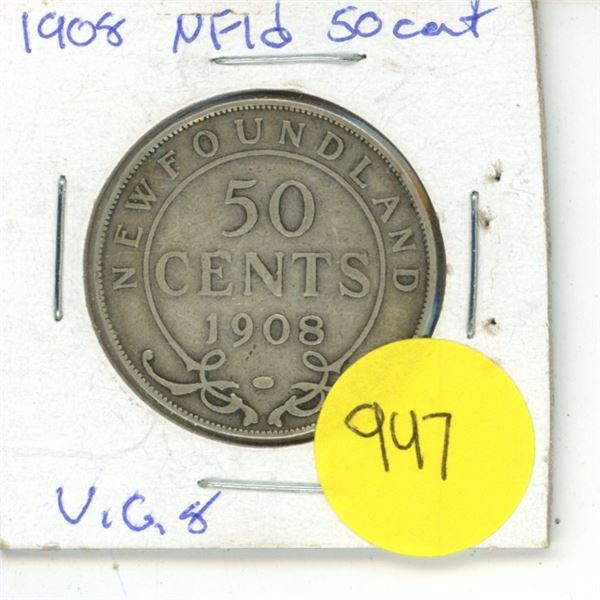 1908 NFld 50 cent
NEWFOUNDLAND
50
CENTS
1908
947
V.G. 8